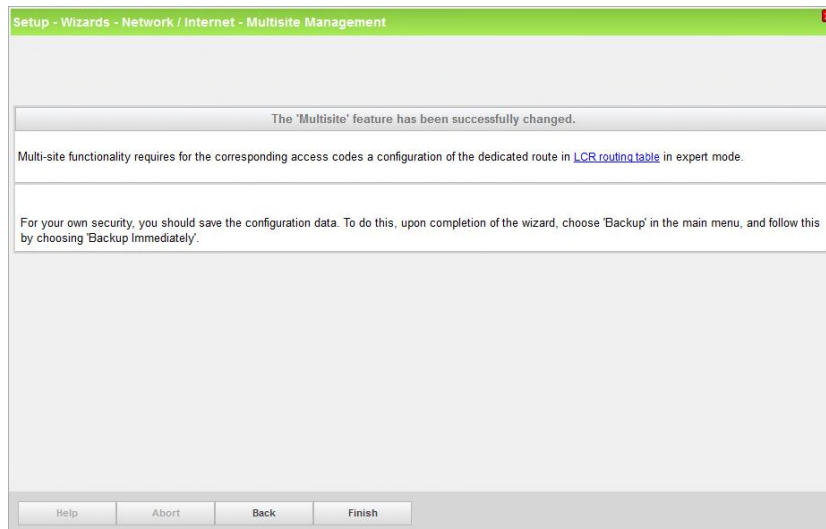 Setup - Wizards - Network / Internet - Multisite Management
The 'Multisite' feature has been successfully changed.
Multi-site functionality requires for the corresponding access codes a configuration of the dedicated route in LCR routing table in expert mode.
For your own security, you should save the configuration data. To do this, upon completion of the wizard, choose 'Backup' in the main menu, and follow this
by choosing 'Backup Immediately'.
Help Abort Back Finish